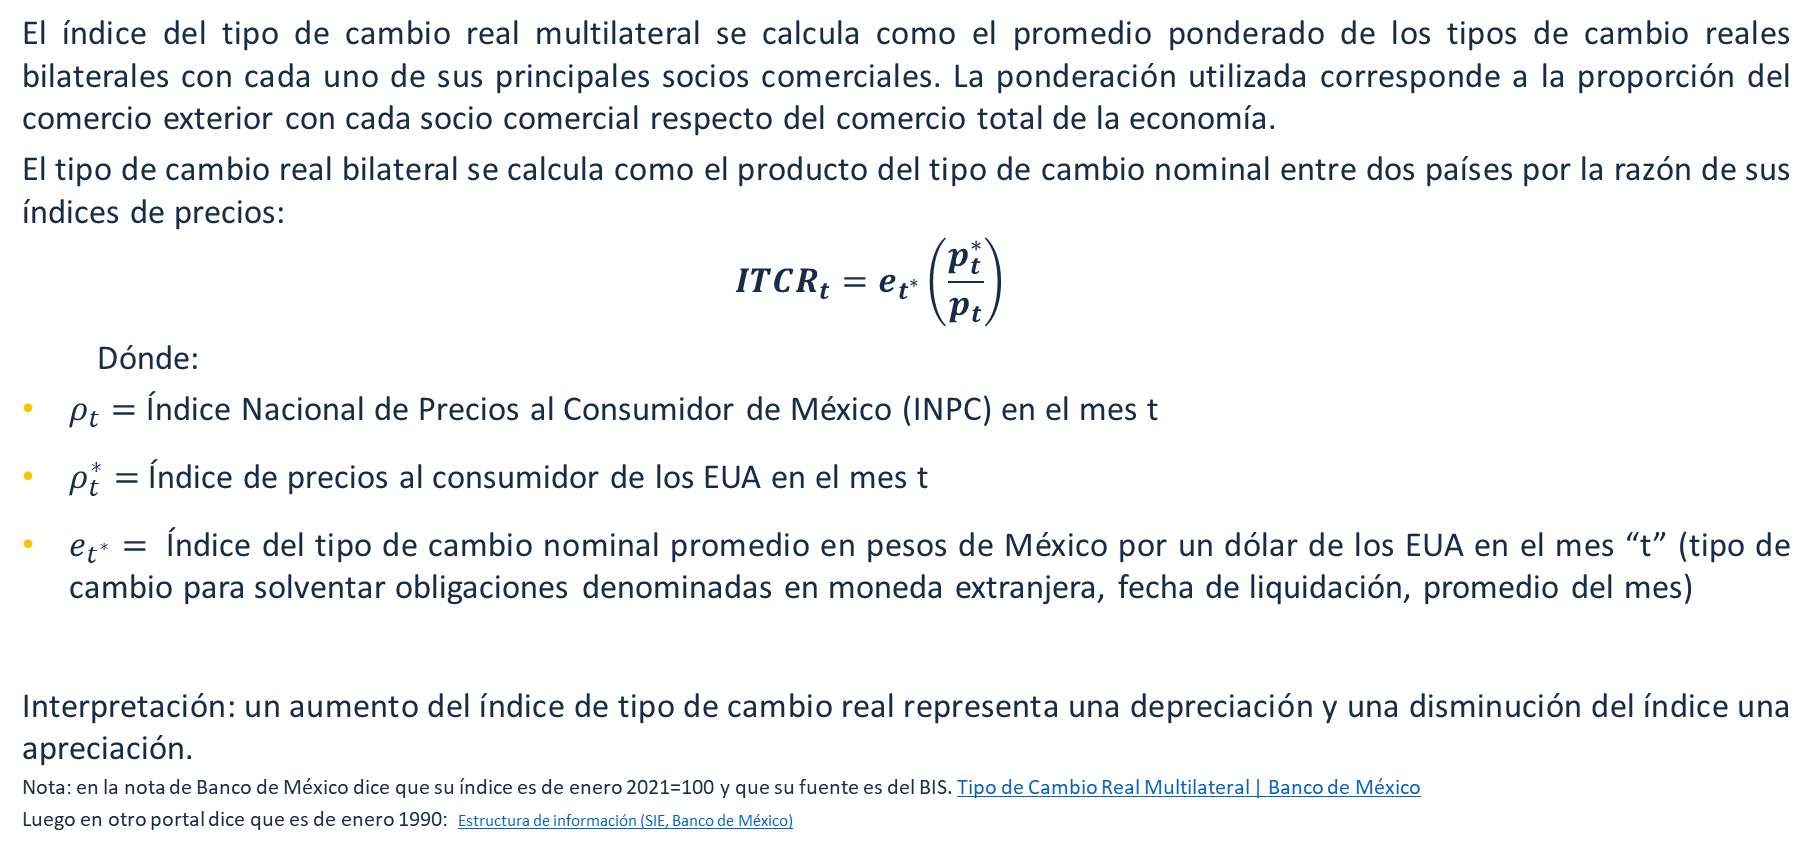 El índice del tipo de cambio real multilateral se calcula como el promedio ponderado de los tipos de cambio reales
bilaterales con cada uno de sus principales socios comerciales. La ponderación utilizada corresponde a la proporción del
comercio exterior con cada socio comercial respecto del comercio total de la economía.
El tipo de cambio real bilateral se calcula como el producto del tipo de cambio nominal entre dos países por la razón de sus
índices de precios:
ITCR_t = e_{t^*} (p_t^* / p_t)
Dónde:
• ρ_t = Índice Nacional de Precios al Consumidor de México (INPC) en el mes t
• ρ_t^* = Índice de precios al consumidor de los EUA en el mes t
• e_{t^*} = Índice del tipo de cambio nominal promedio en pesos de México por un dólar de los EUA en el mes “t” (tipo de
cambio para solventar obligaciones denominadas en moneda extranjera, fecha de liquidación, promedio del mes)
Interpretación: un aumento del índice de tipo de cambio real representa una depreciación y una disminución del índice una
apreciación.
Nota: en la nota de Banco de México dice que su índice es de enero 2021=100 y que su fuente es del BIS. Tipo de Cambio Real Multilateral | Banco de México
Luego en otro portal dice que es de enero 1990: Estructura de información (SIE, Banco de México)